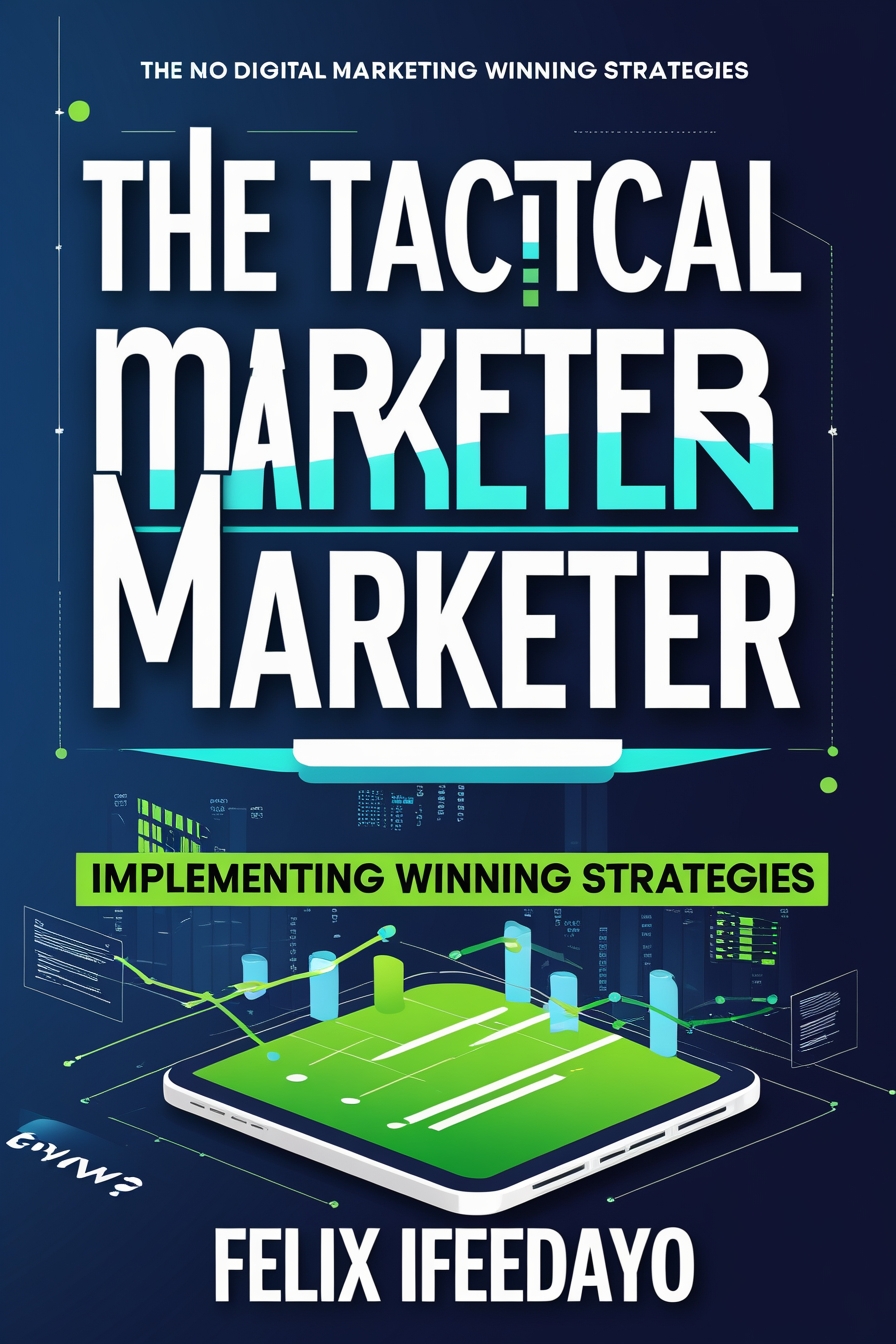 THE NO DIGITAL MARKETING WINNING STRATEGIES
THE TACTICAL
MARKETER
MARKETER
IMPLEMENTING WINNING STRATEGIES
FELIX IFEEDAYO